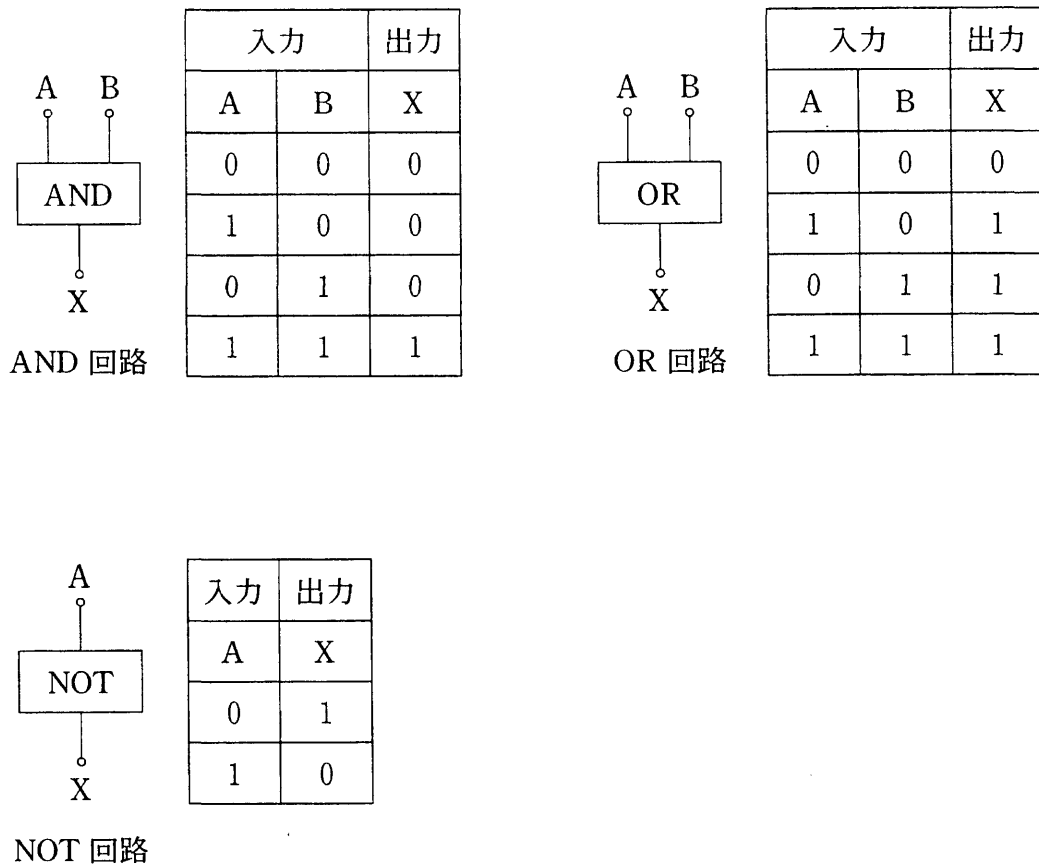 A B
AND
X
AND 回路
入力 出力
A B X
0 0 0
1 0 0
0 1 0
1 1 1
A B
OR
X
OR 回路
入力 出力
A B X
0 0 0
1 0 1
0 1 1
1 1 1
A
NOT
X
NOT 回路
入力 出力
A X
0 1
1 0